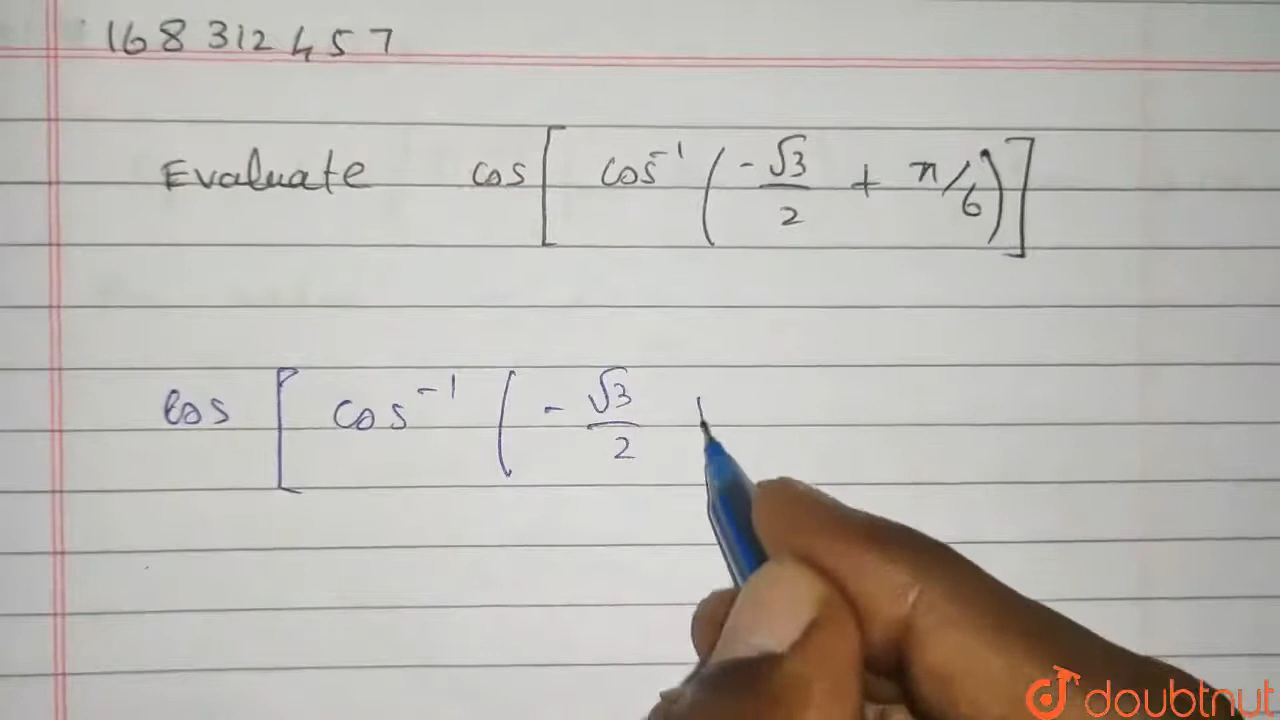 168312457
Evaluate cos[ cos⁻¹(-√3/2 + π/6)]
cos [ cos⁻¹ ( - √3/2
doubtnut